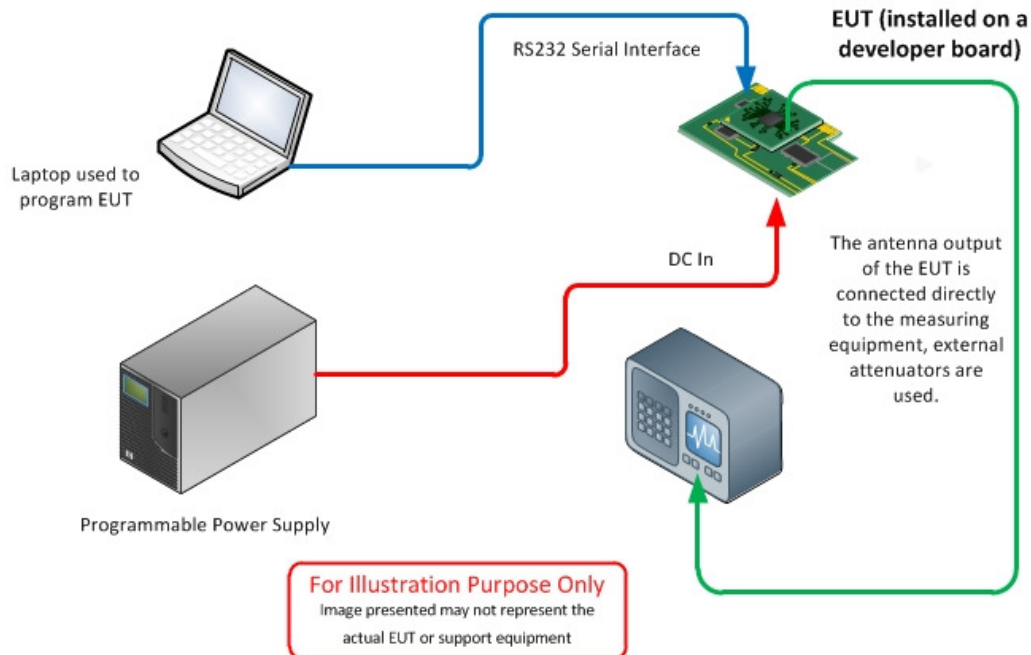 EUT (installed on a
developer board)
RS232 Serial Interface
Laptop used to
program EUT
DC In
The antenna output
of the EUT is
connected directly
to the measuring
equipment, external
attenuators are
used.
Programmable Power Supply
For Illustration Purpose Only
Image presented may not represent the
actual EUT or support equipment